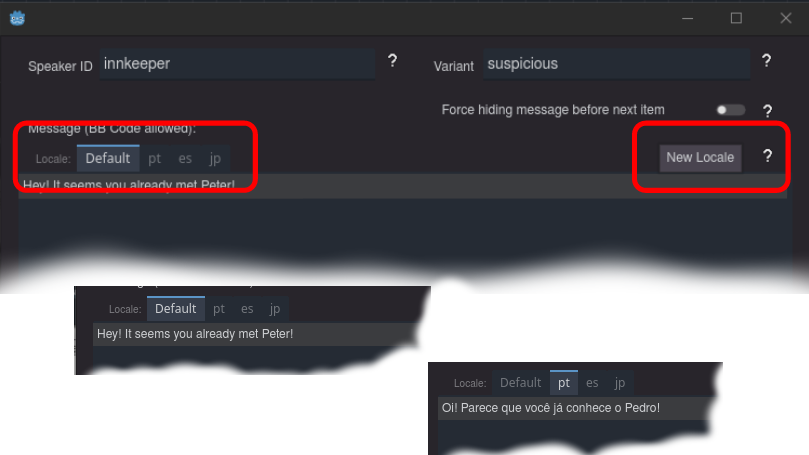 Speaker ID innkeeper ? Variant suspicious ?
Force hiding message before next item ?
Message (BB Code allowed):
Locale: Default pt es jp New Locale ?
Hey! It seems you already met Peter!
Locale: Default pt es jp
Hey! It seems you already met Peter!
Locale: Default pt es jp
Oi! Parece que você já conhece o Pedro!